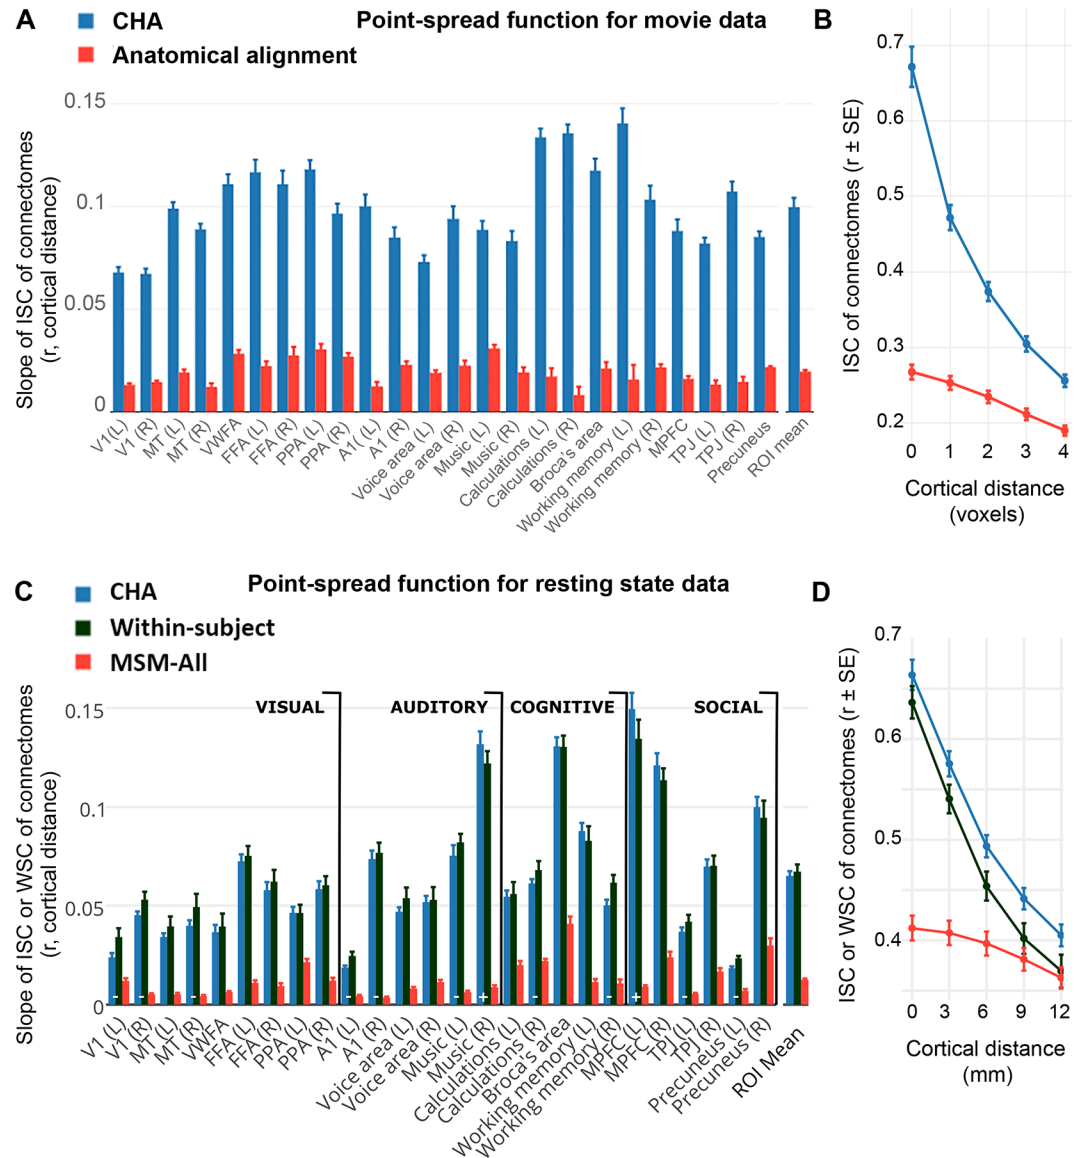 A
CHA
Anatomical alignment
Point-spread function for movie data
Slope of ISC of connectomes
(r, cortical distance)
0.15
0.1
0.05
0
V1(L)
V1 (R)
MT (L)
MT (R)
VWFA
FFA (L)
FFA (R)
PPA (L)
PPA (R)
A1( (L)
A1 (R)
Voice area (L)
Voice area (R)
Music (L)
Music (R)
Calculations (L)
Calculations (R)
Broca's area
Working memory (L)
Working memory (R)
MPFC
TPJ (L)
TPJ (R)
Precuneus
ROI mean
B
ISC of connectomes (r ± SE)
0.7
0.5
0.4
0.3
0.2
0 1 2 3 4
Cortical distance
(voxels)
C
CHA
Within-subject
MSM-All
Point-spread function for resting state data
Slope of ISC or WSC of connectomes
(r, cortical distance)
0.15
0.1
0.05
0
VISUAL
AUDITORY
COGNITIVE
SOCIAL
V1 (L)
V1 (R)
MT (L)
MT (R)
VWFA
FFA (L)
FFA (R)
PPA (L)
PPA (R)
A1 (L)
A1 (R)
Voice area (L)
Voice area (R)
Music (L)
Music (R)
Calculations (L)
Calculations (R)
Broca's area
Working memory (L)
Working memory (R)
MPFC (L)
MPFC (R)
TPJ (L)
TPJ (R)
Precuneus (L)
Precuneus (R)
ROI Mean
D
ISC or WSC of connectomes (r ± SE)
0.7
0.6
0.5
0.4
0 3 6 9 12
Cortical distance
(mm)